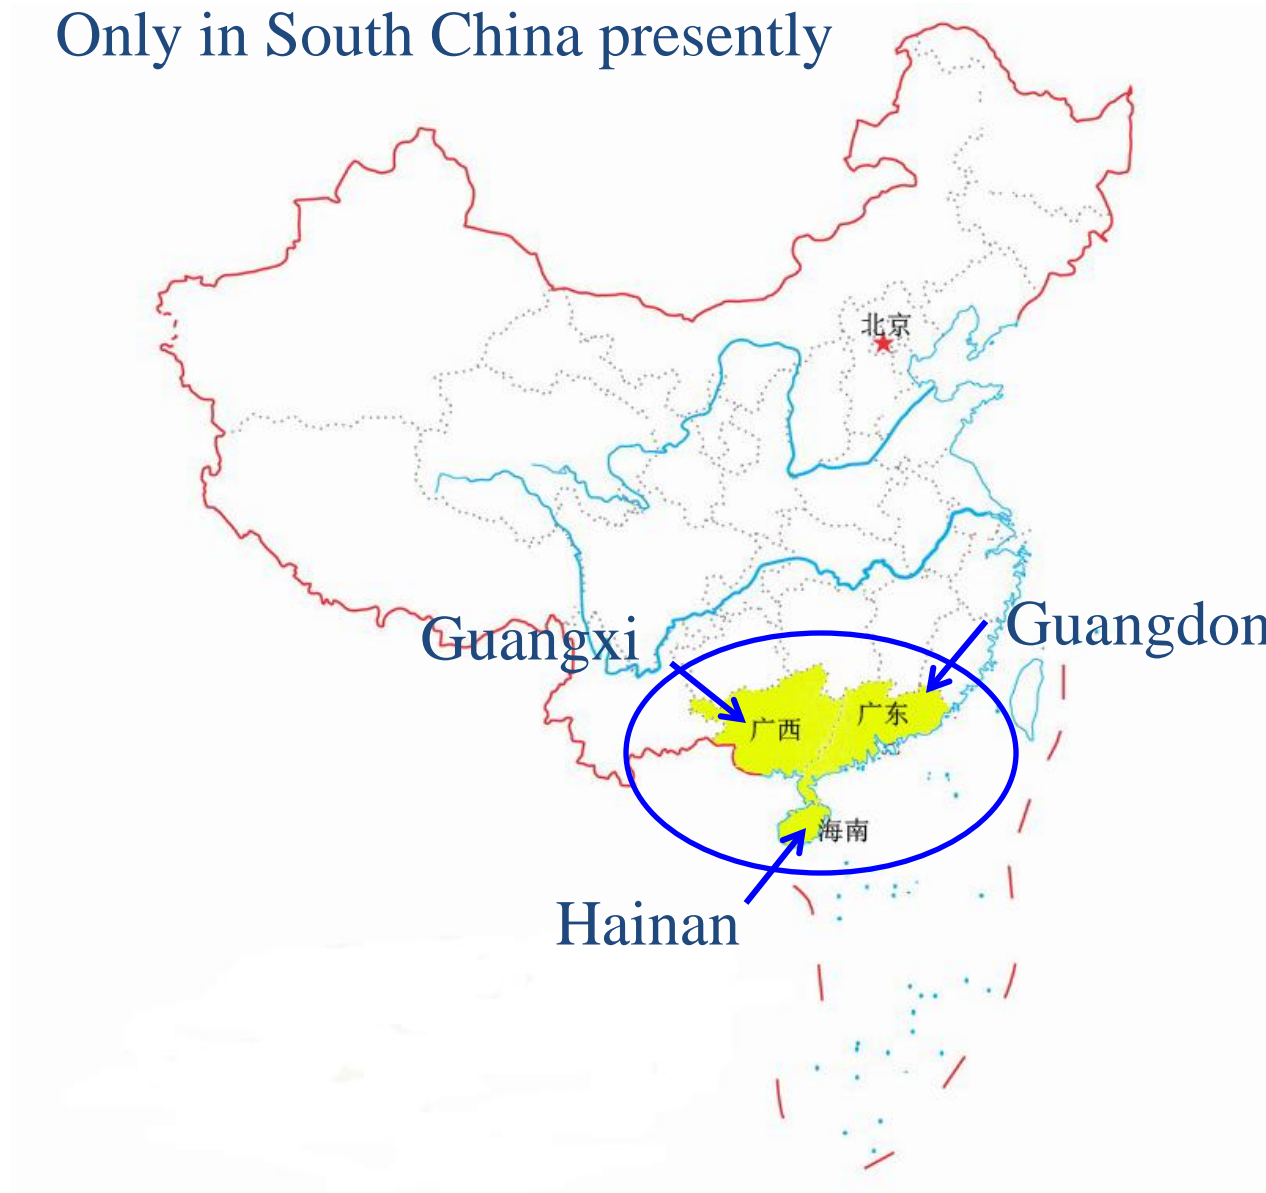 Only in South China presently
北京
Guangxi
Guangdon
广西
广东
海南
Hainan